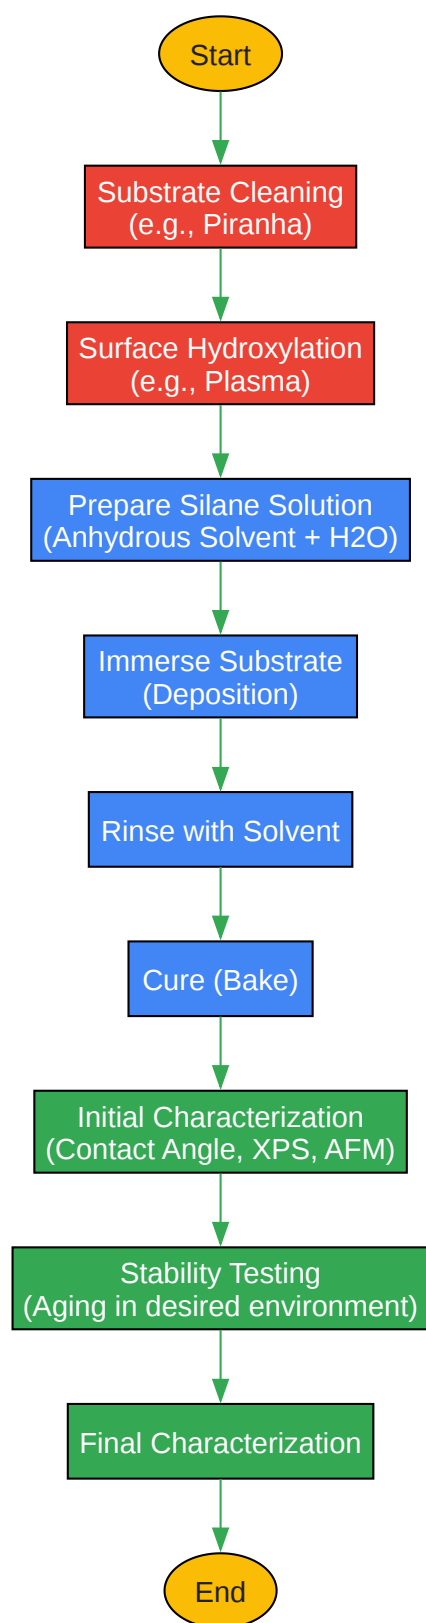 Start
Substrate Cleaning
(e.g., Piranha)
Surface Hydroxylation
(e.g., Plasma)
Prepare Silane Solution
(Anhydrous Solvent + H2O)
Immerse Substrate
(Deposition)
Rinse with Solvent
Cure (Bake)
Initial Characterization
(Contact Angle, XPS, AFM)
Stability Testing
(Aging in desired environment)
Final Characterization
End